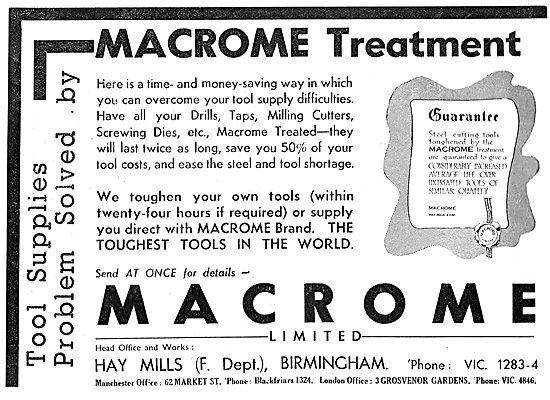 Tool Supplies
Problem Solved by
MACROME Treatment
Here is a time- and money-saving way in which
you can overcome your tool supply difficulties.
Have all your Drills, Taps, Milling Cutters,
Screwing Dies, etc., Macrome Treated—they
will last twice as long, save you 50% of your
tool costs, and ease the steel and tool shortage.
We toughen your own tools (within
twenty-four hours if required) or supply
you direct with MACROME Brand. THE
TOUGHEST TOOLS IN THE WORLD.
Guarantee
Steel cutting tools
toughened by the
MACROME treatment
are guaranteed to give a
CONSIDERABLY INCREASED
AVERAGE LIFE OVER
UNTREATED TOOLS OF
SIMILAR QUALITY
MACROME
Send AT ONCE for details —
MACROME
LIMITED
Head Office and Works :
HAY MILLS (F. Dept.), BIRMINGHAM. 'Phone : VIC. 1283-4
Manchester Office : 62 MARKET ST. 'Phone : Blackfriars 1324. London Office : 3 GROSVENOR GARDENS. 'Phone: VIC. 4846.